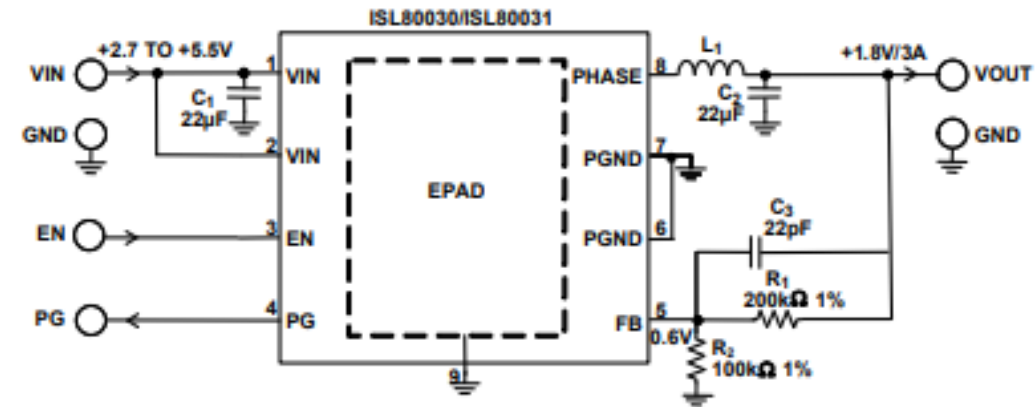 ISL80030/ISL80031
+2.7 TO +5.5V
VIN
GND
EN
PG
C1
22µF
1
VIN
2
VIN
3
EN
4
PG
EPAD
9
8
PHASE
7
PGND
6
PGND
5
FB
0.6V
L1
C2
22µF
+1.8V/3A
VOUT
GND
C3
22pF
R1
200kΩ 1%
R2
100kΩ 1%